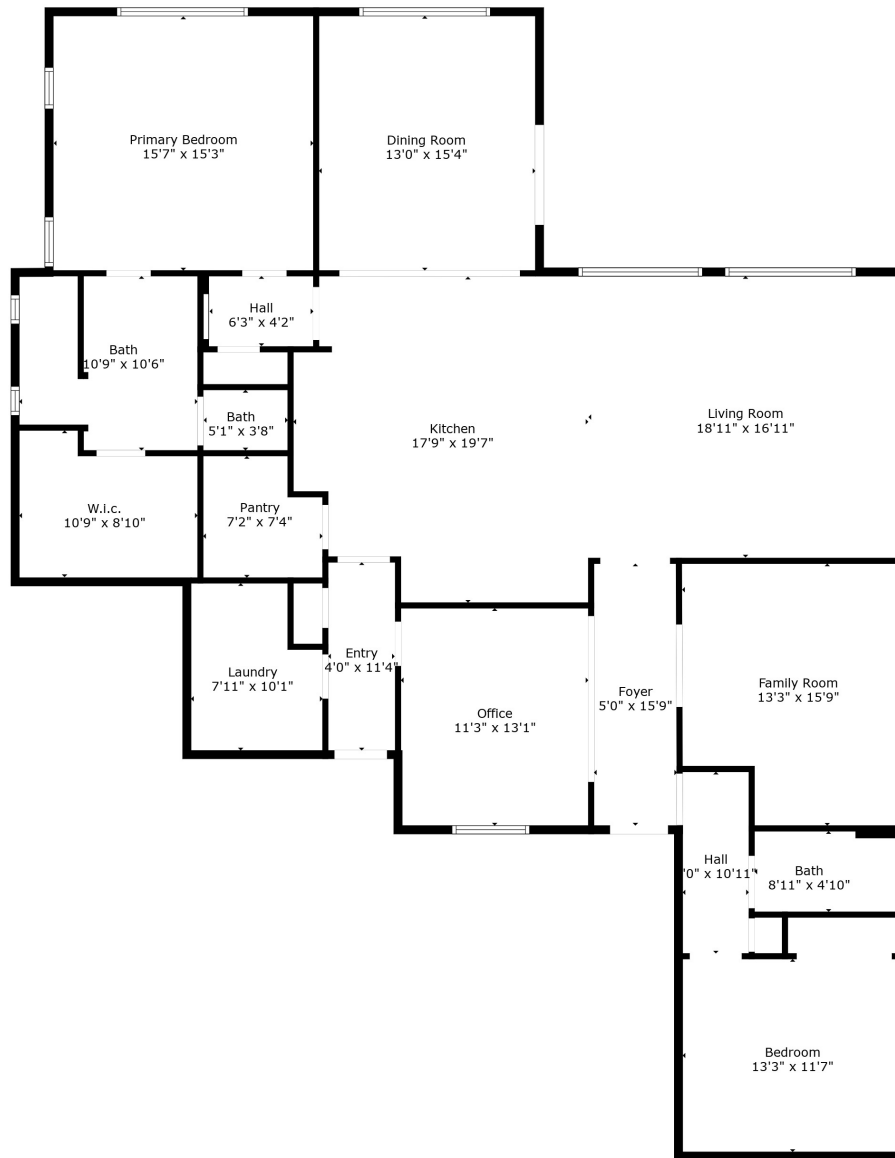 Primary Bedroom
15'7" x 15'3"
Dining Room
13'0" x 15'4"
Hall
6'3" x 4'2"
Bath
10'9" x 10'6"
Bath
5'1" x 3'8"
Kitchen
17'9" x 19'7"
Living Room
18'11" x 16'11"
W.i.c.
10'9" x 8'10"
Pantry
7'2" x 7'4"
Laundry
7'11" x 10'1"
Entry
4'0" x 11'4"
Office
11'3" x 13'1"
Foyer
5'0" x 15'9"
Family Room
13'3" x 15'9"
Hall
'0" x 10'11"
Bath
8'11" x 4'10"
Bedroom
13'3" x 11'7"